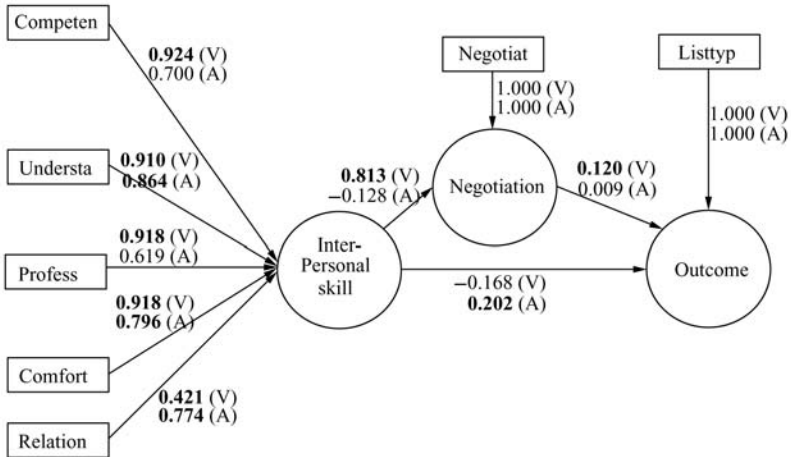 Competen
0.924 (V)
0.700 (A)
Negotiat
Listtyp
1.000 (V)
1.000 (A)
1.000 (V)
1.000 (A)
Understa
0.910 (V)
0.864 (A)
0.813 (V)
−0.128 (A)
Negotiation
0.120 (V)
0.009 (A)
Profess
0.918 (V)
0.619 (A)
Inter-
Personal
skill
Outcome
−0.168 (V)
0.202 (A)
0.918 (V)
0.796 (A)
Comfort
0.421 (V)
0.774 (A)
Relation